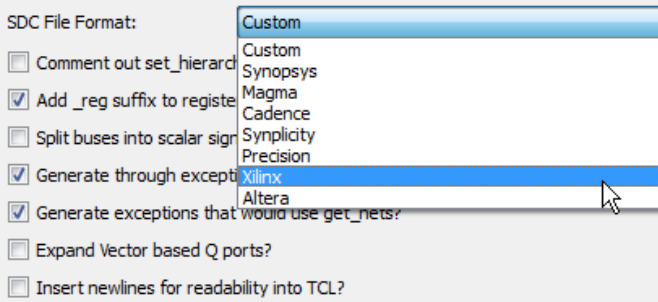 SDC File Format: Custom
Custom
Synopsys
Magma
Cadence
Synplicity
Precision
Xilinx
Altera
Comment out set_hierarch
Add _reg suffix to registe
Split buses into scalar sign
Generate through excepti
Generate exceptions that would use get_nets?
Expand Vector based Q ports?
Insert newlines for readability into TCL?